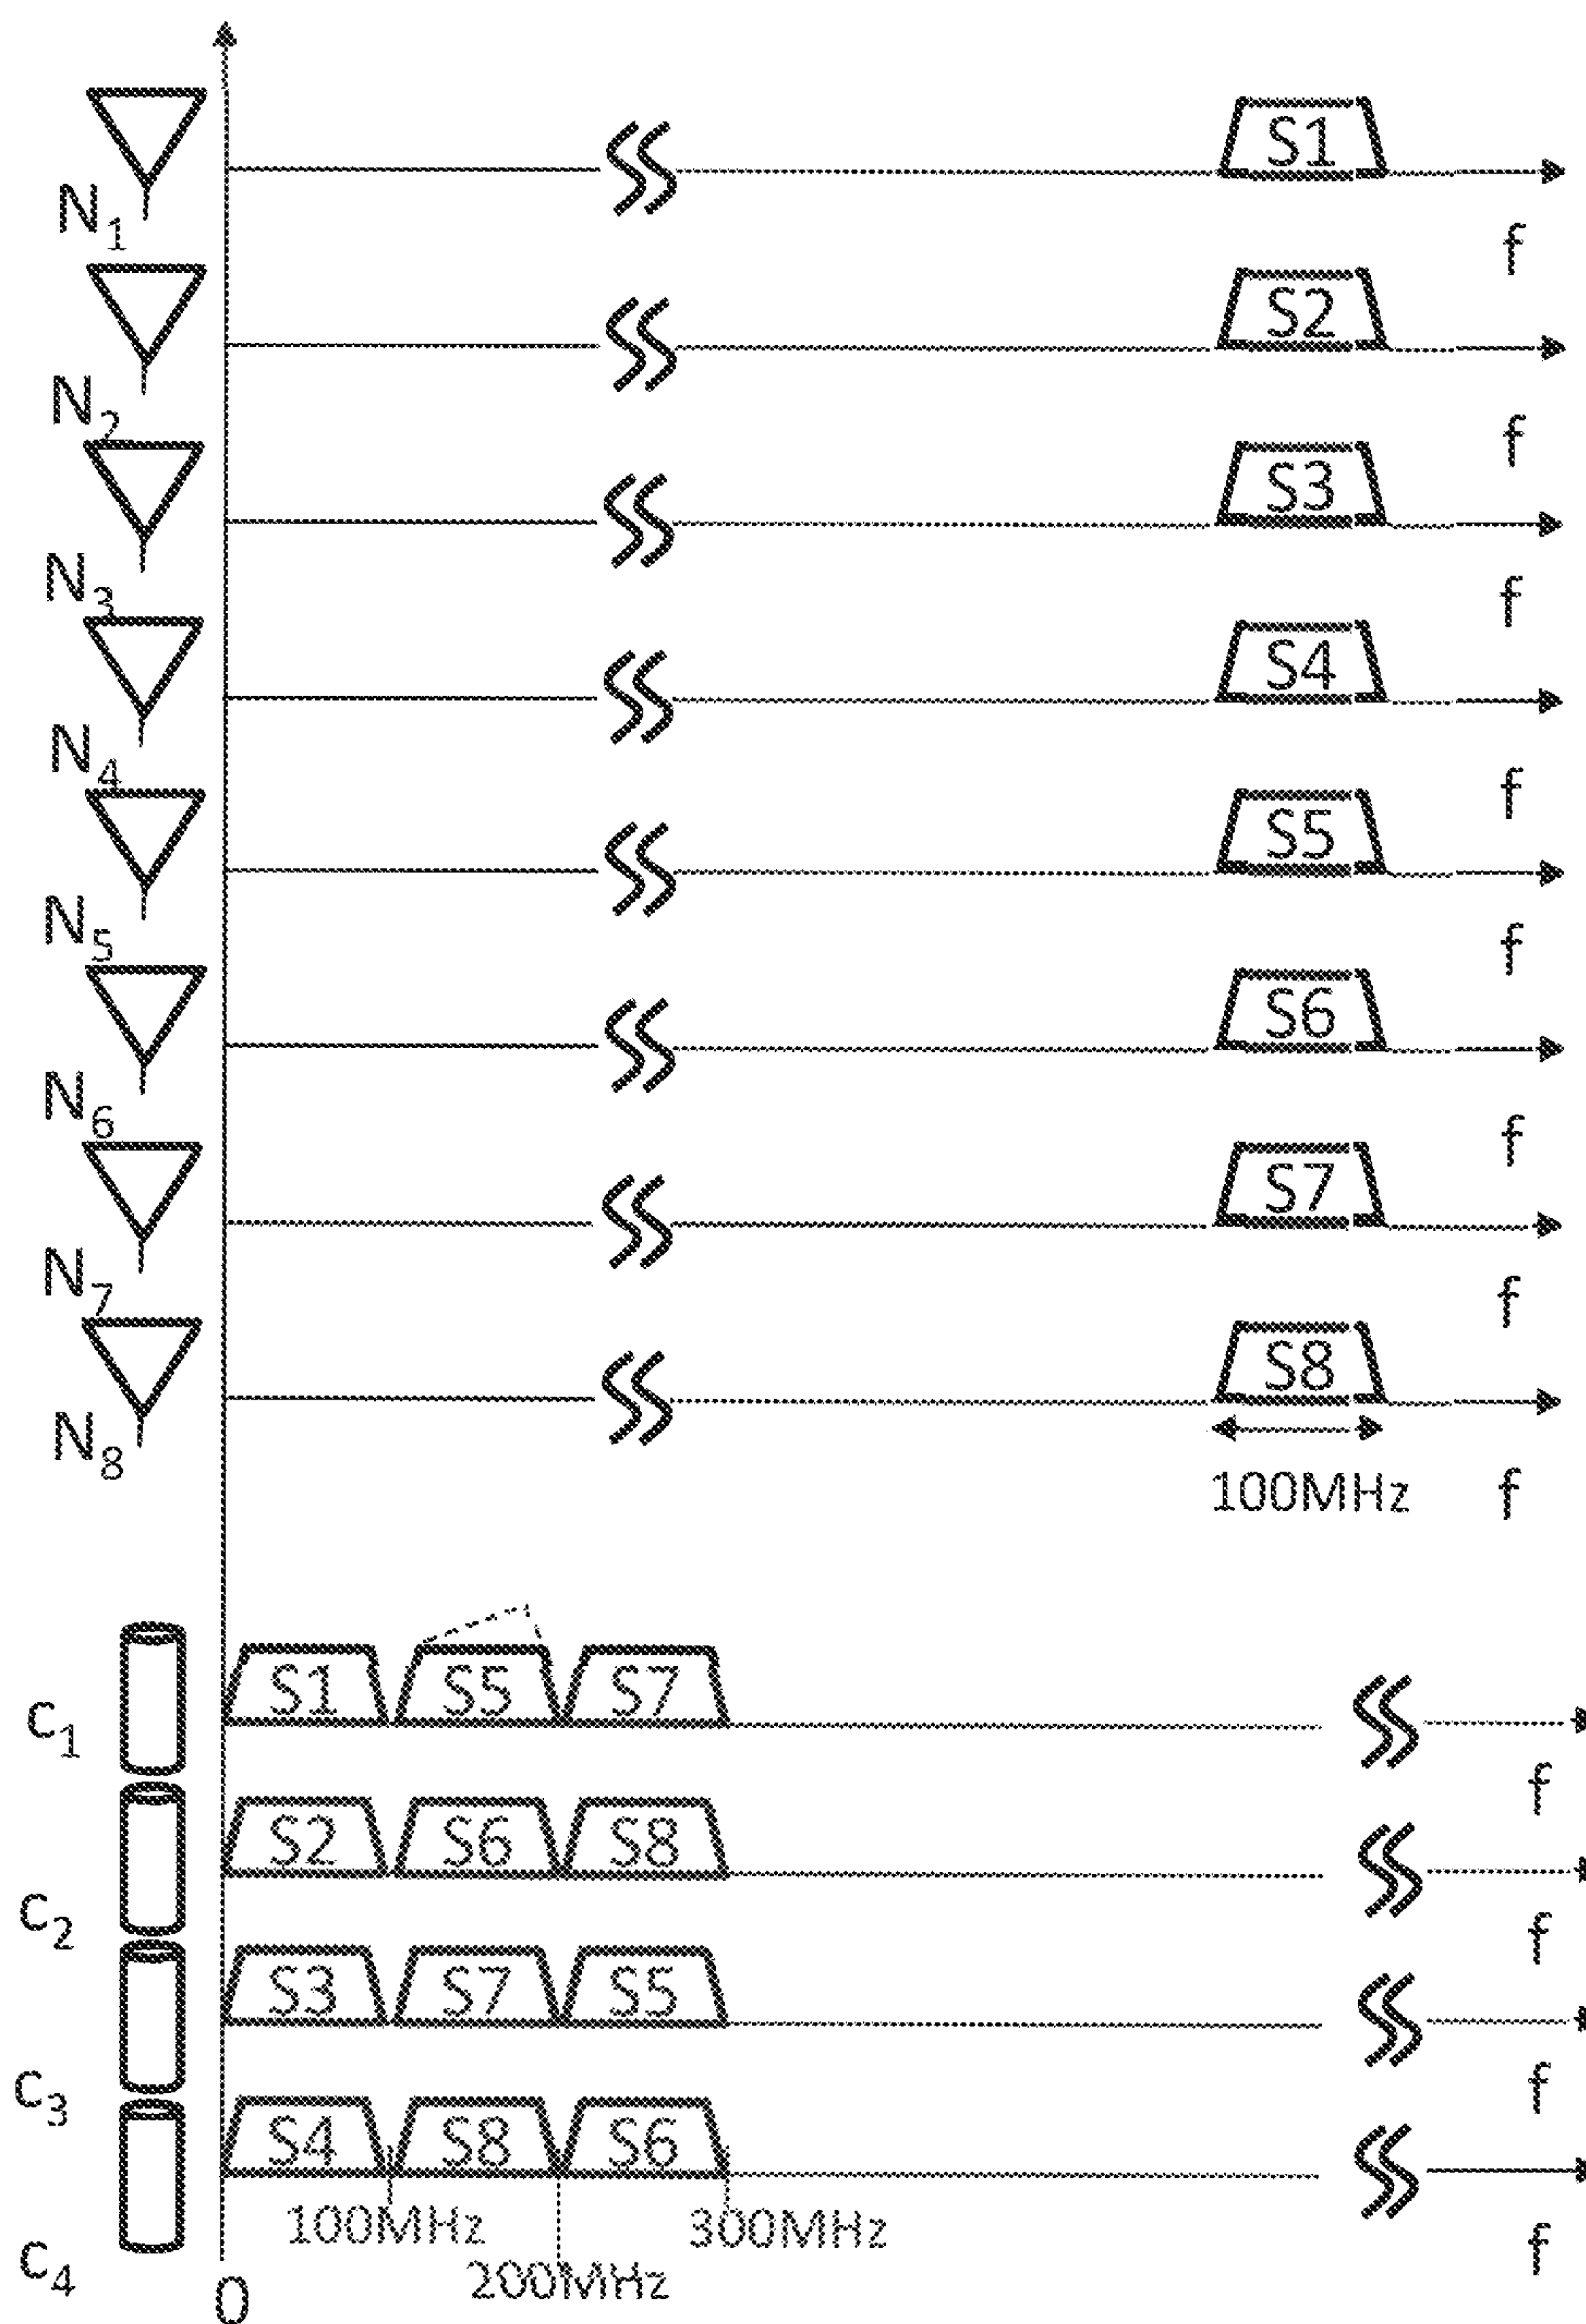 S1
N1
f
S2
N2
f
S3
N3
f
S4
N4
f
S5
N5
f
S6
N6
f
S7
N7
f
S8
N8
100MHz f
S1 S5 S7
C1
f
S2 S6 S8
C2
f
S3 S7 S5
C3
f
S4 S8 S6
100MHz 300MHz
f
C4
200MHz
0